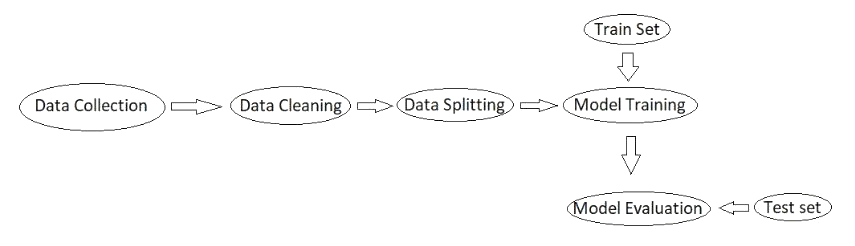 Train Set
Data Collection
Data Cleaning
Data Splitting
Model Training
Model Evaluation
Test set